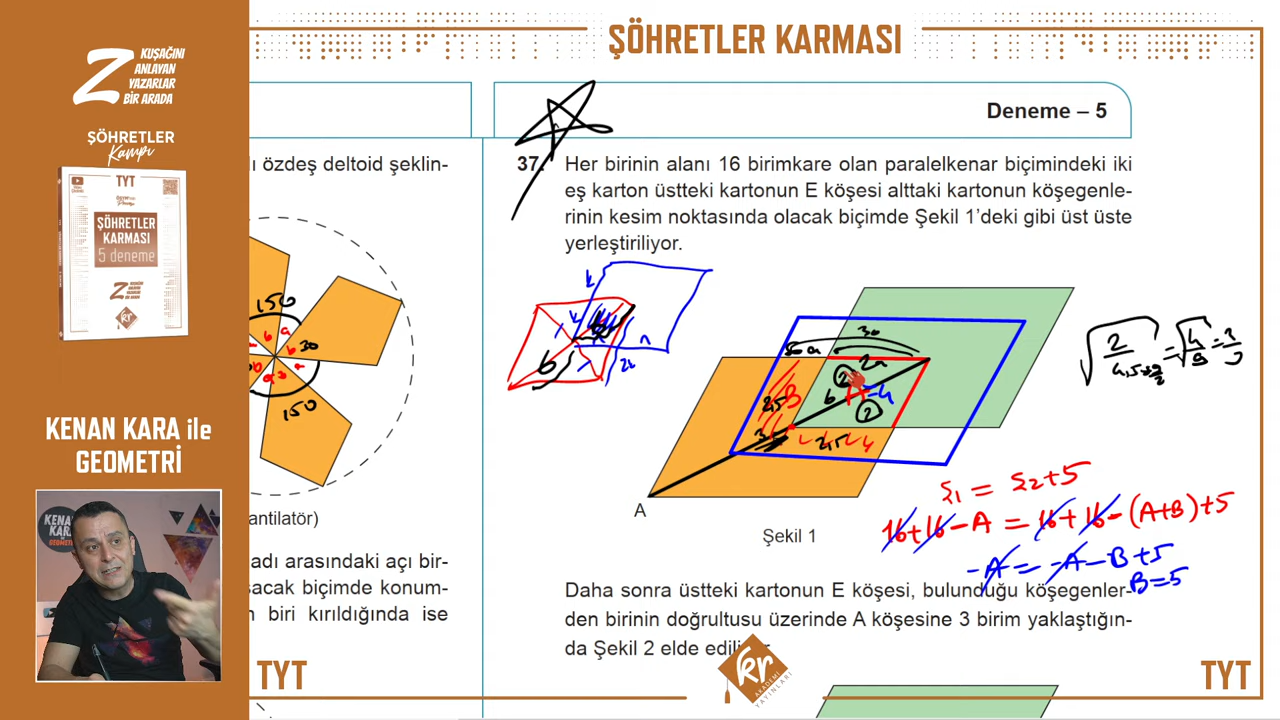 ŞÖHRETLER KARMASI
Z KUŞAĞINI
ANLAYAN
YAZARLAR
BİR ARADA
ŞÖHRETLER
Kampı
TYT
ŞÖHRETLER
KARMASI
5 deneme
KENAN KARA ile
GEOMETRİ
lı özdeş deltoid şeklin-
150
30
150
antilatör)
adı arasındaki açı bir-
sacak biçimde konum-
n biri kırıldığında ise
Deneme – 5
37. Her birinin alanı 16 birimkare olan paralelkenar biçimindeki iki
eş karton üstteki kartonun E köşesi alttaki kartonun köşegenle-
rinin kesim noktasında olacak biçimde Şekil 1'deki gibi üst üste
yerleştiriliyor.
A
Şekil 1
16+16-A = 16+16-(A+B)+5
-A = -A-B+5
B=5
Daha sonra üstteki kartonun E köşesi, bulunduğu köşegenler-
den birinin doğrultusu üzerinde A köşesine 3 birim yaklaştığın-
da Şekil 2 elde edil
kr
AKADEMİ
YAYINLARI
TYT
TYT